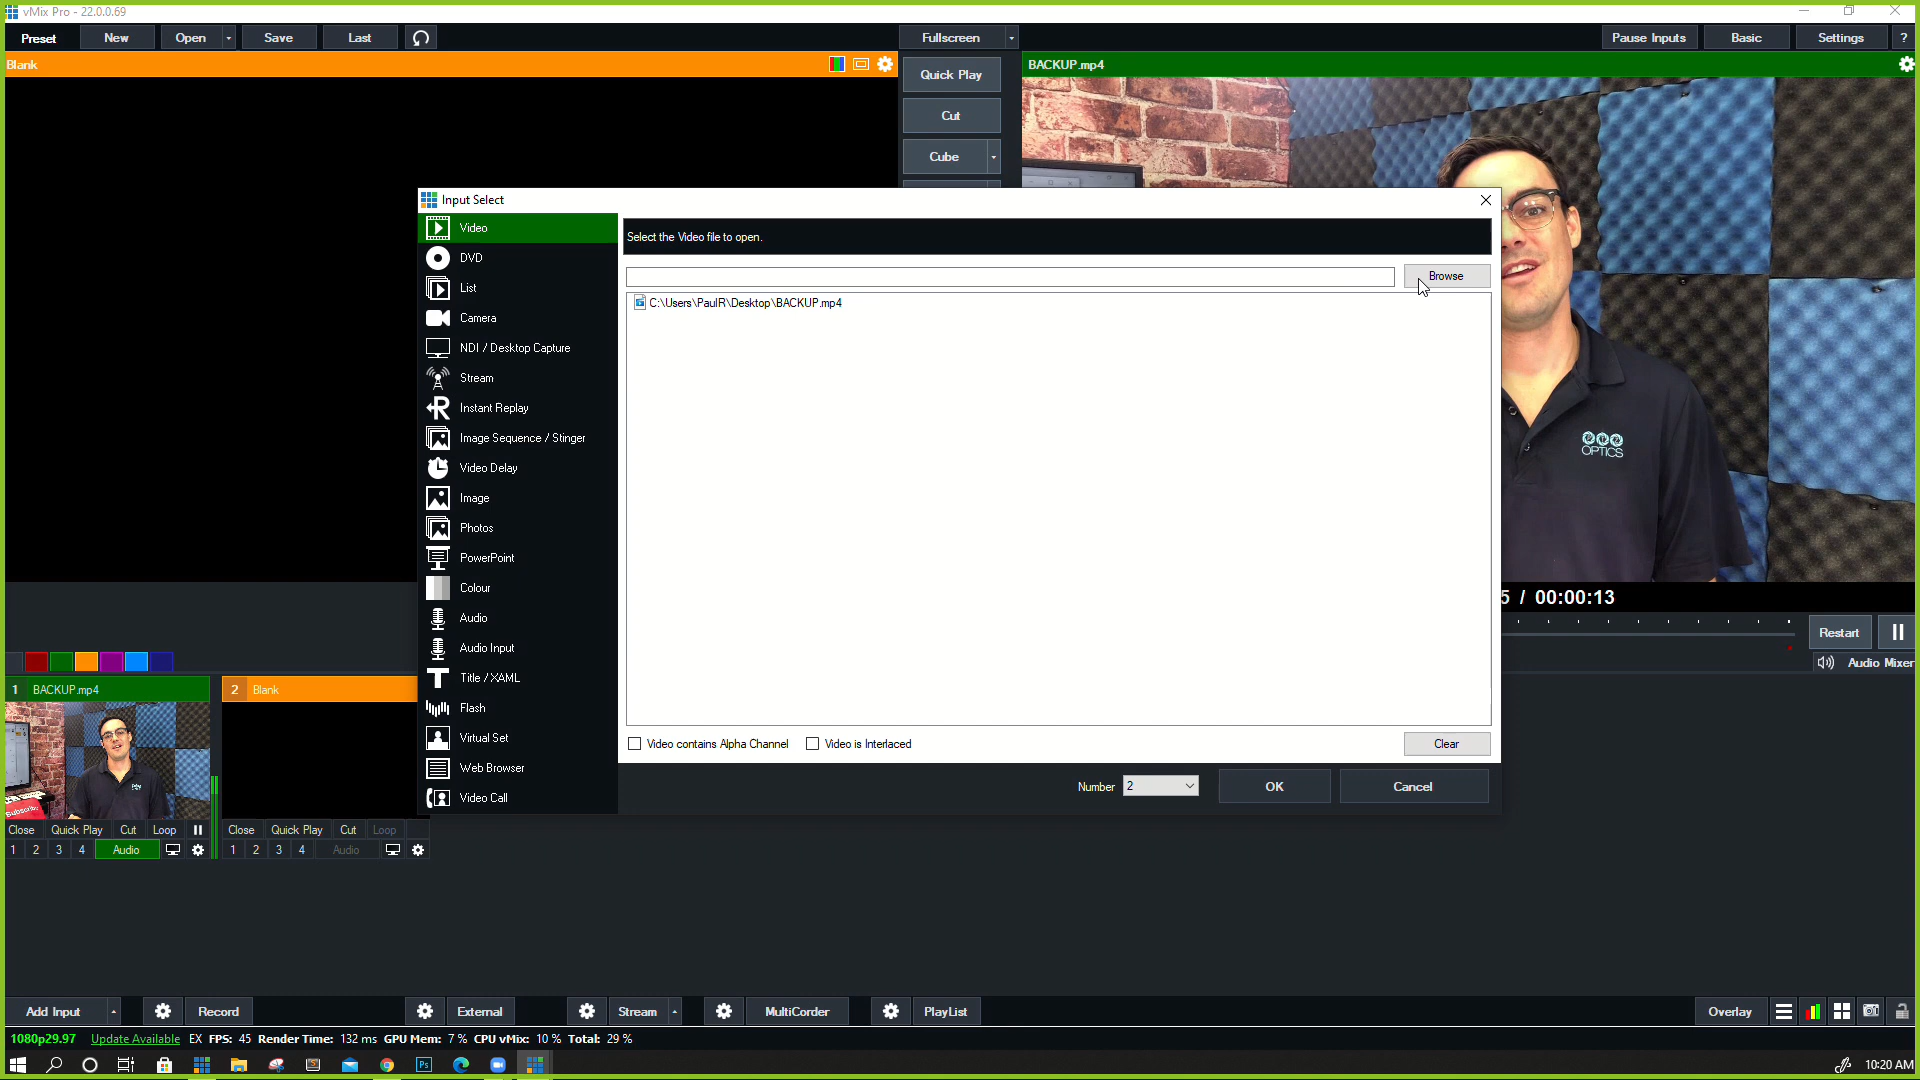 vMix Pro - 22.0.0.69
Preset New Open Save Last Fullscreen Pause Inputs Basic Settings ?
Blank
Quick Play
BACKUP.mp4
Cut
Cube
Input Select
Video
DVD
List
Camera
NDI / Desktop Capture
Stream
Instant Replay
Image Sequence / Stinger
Video Delay
Image
Photos
PowerPoint
Colour
Audio
Audio Input
Title / XAML
Flash
Virtual Set
Web Browser
Video Call
Select the Video file to open.
Browse
C:\Users\PaulR\Desktop\BACKUP.mp4
Video contains Alpha Channel Video is Interlaced Clear
Number 2 OK Cancel
OPTICS
5 / 00:00:13
Restart
Audio Mixer
1 BACKUP.mp4
2 Blank
Subscribe
Close Quick Play Cut Loop
1 2 3 4 Audio
Close Quick Play Cut Loop
1 2 3 4 Audio
Add Input Record External Stream MultiCorder PlayList Overlay
1080p29.97 Update Available EX FPS: 45 Render Time: 132 ms GPU Mem: 7 % CPU vMix: 10 % Total: 29 %
Ps
10:20 AM